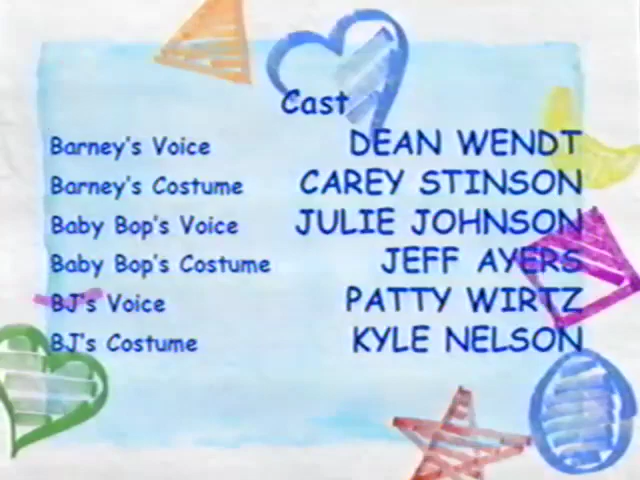 Cast
Barney's Voice DEAN WENDT
Barney's Costume CAREY STINSON
Baby Bop's Voice JULIE JOHNSON
Baby Bop's Costume JEFF AYERS
BJ's Voice PATTY WIRTZ
BJ's Costume KYLE NELSON